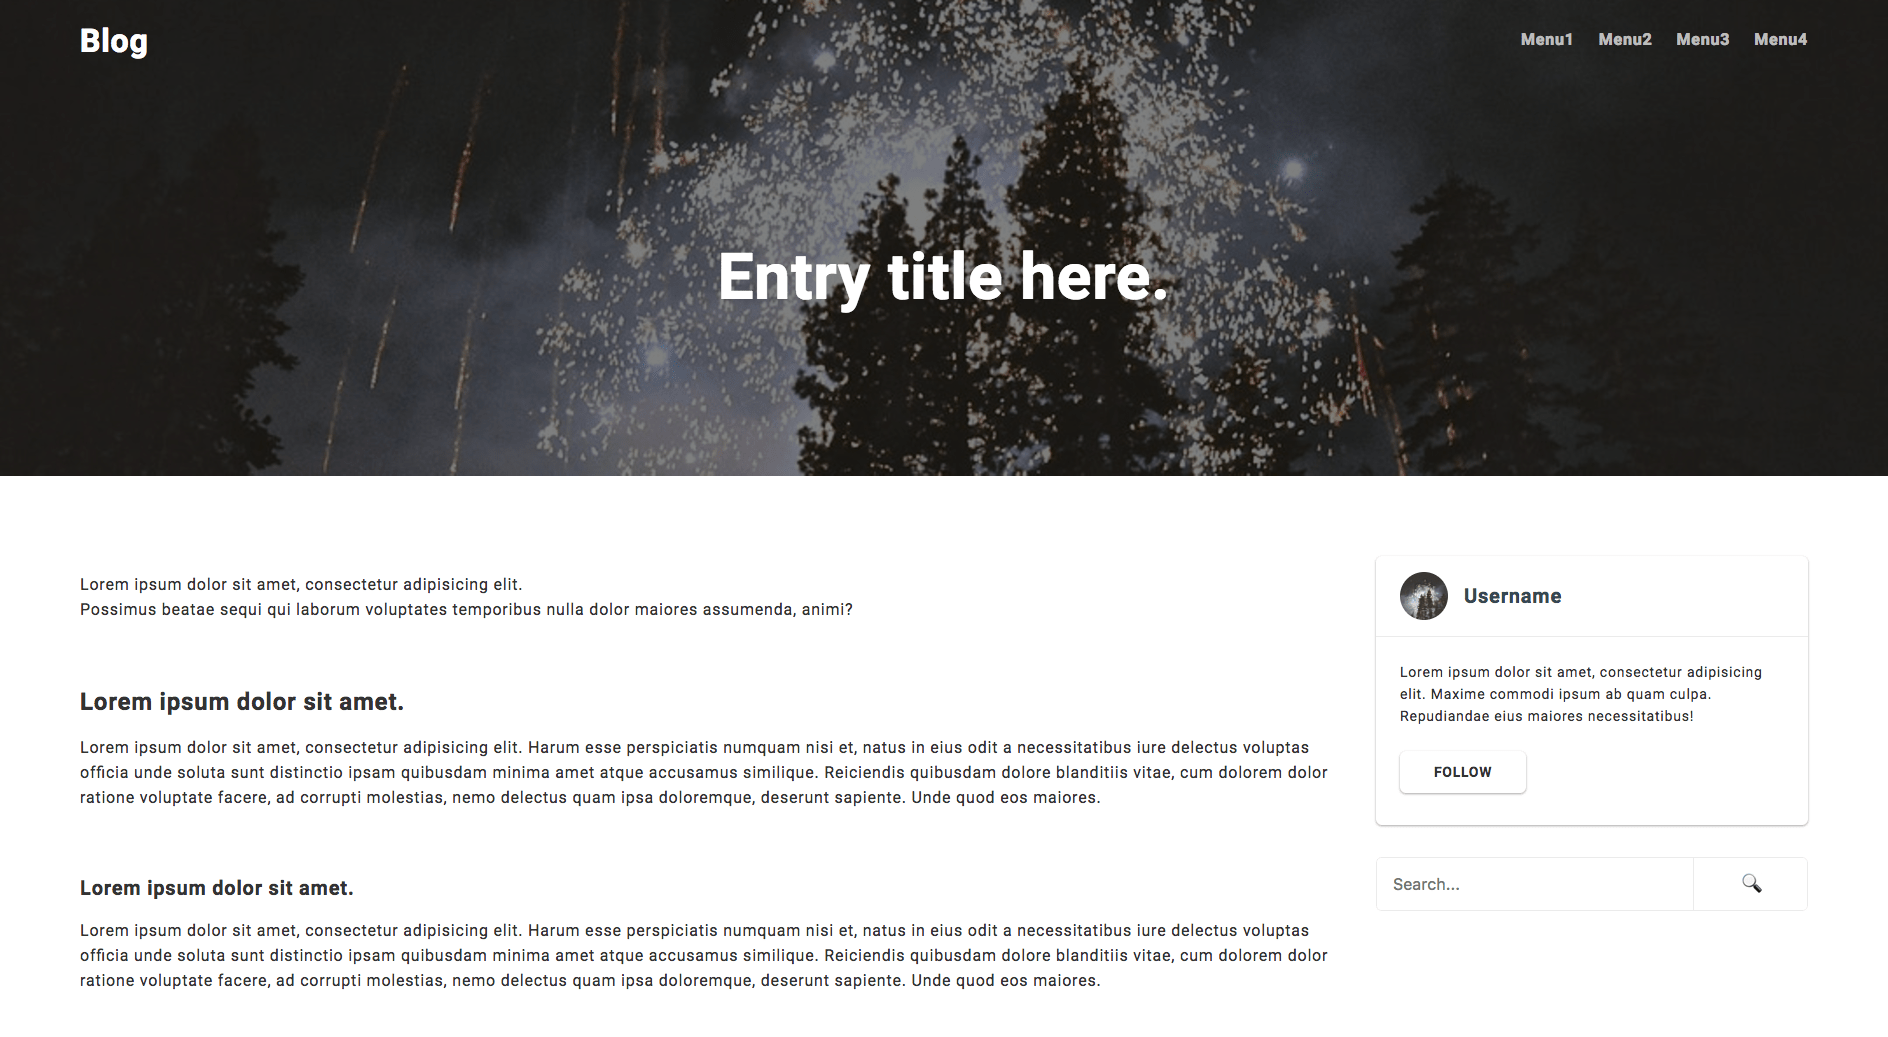 Blog
Menu1 Menu2 Menu3 Menu4
Entry title here.
Lorem ipsum dolor sit amet, consectetur adipisicing elit.
Possimus beatae sequi qui laborum voluptates temporibus nulla dolor maiores assumenda, animi?
Lorem ipsum dolor sit amet.
Lorem ipsum dolor sit amet, consectetur adipisicing elit. Harum esse perspiciatis numquam nisi et, natus in eius odit a necessitatibus iure delectus voluptas
officia unde soluta sunt distinctio ipsam quibusdam minima amet atque accusamus similique. Reiciendis quibusdam dolore blanditiis vitae, cum dolorem dolor
ratione voluptate facere, ad corrupti molestias, nemo delectus quam ipsa doloremque, deserunt sapiente. Unde quod eos maiores.
Lorem ipsum dolor sit amet.
Lorem ipsum dolor sit amet, consectetur adipisicing elit. Harum esse perspiciatis numquam nisi et, natus in eius odit a necessitatibus iure delectus voluptas
officia unde soluta sunt distinctio ipsam quibusdam minima amet atque accusamus similique. Reiciendis quibusdam dolore blanditiis vitae, cum dolorem dolor
ratione voluptate facere, ad corrupti molestias, nemo delectus quam ipsa doloremque, deserunt sapiente. Unde quod eos maiores.
Username
Lorem ipsum dolor sit amet, consectetur adipisicing
elit. Maxime commodi ipsum ab quam culpa.
Repudiandae eius maiores necessitatibus!
FOLLOW
Search...